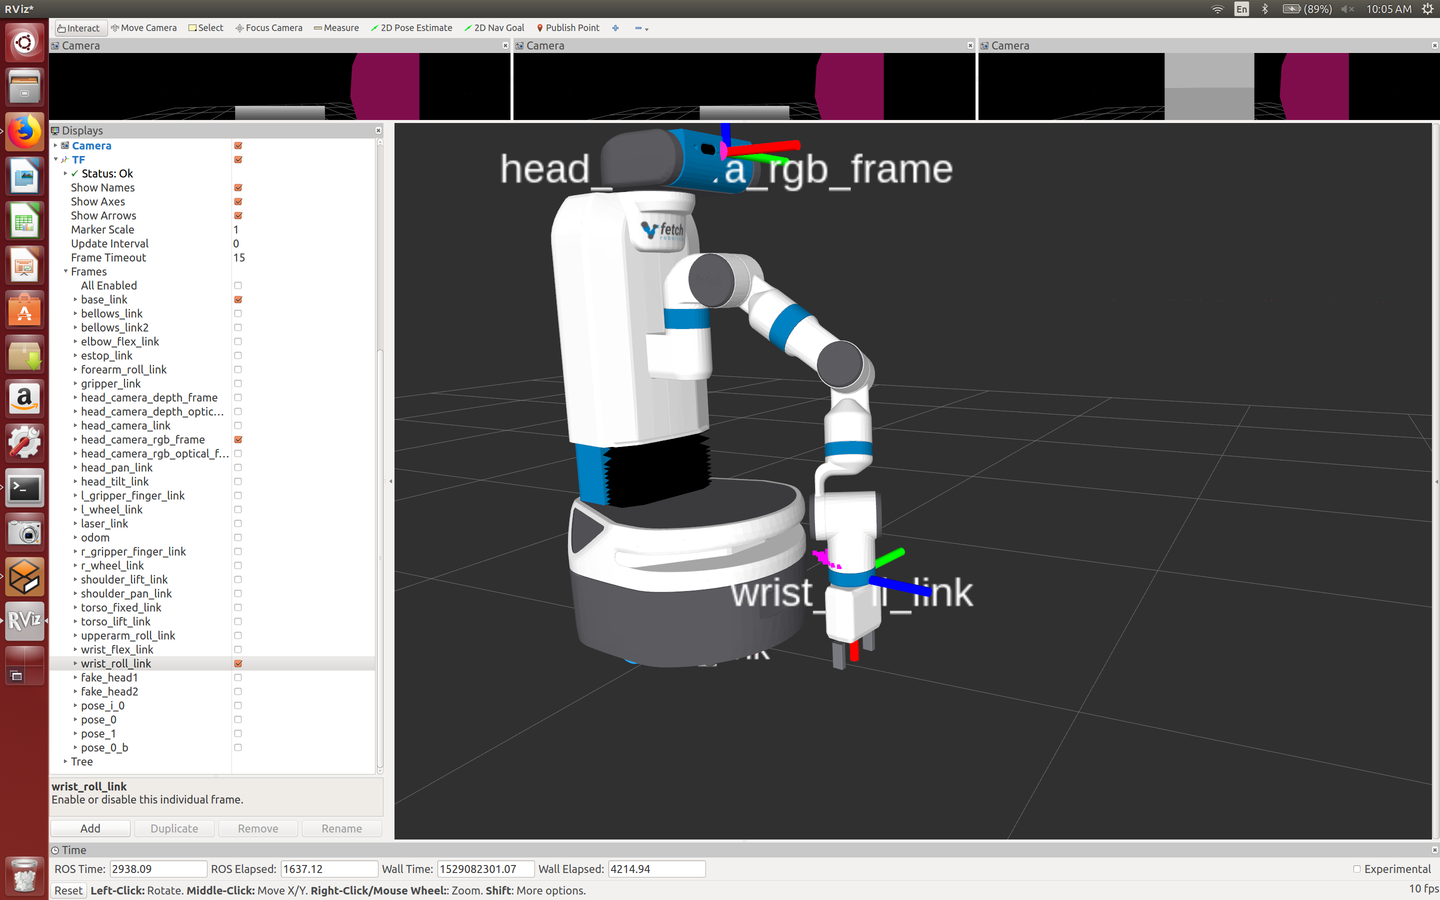 RViz*
En
(89%)
10:05 AM
Interact
Move Camera
Select
Focus Camera
Measure
2D Pose Estimate
2D Nav Goal
Publish Point
Camera
Camera
Camera
Displays
Camera
TF
Status: Ok
Show Names
Show Axes
Show Arrows
Marker Scale 1
Update Interval 0
Frame Timeout 15
Frames
All Enabled
base_link
bellows_link
bellows_link2
elbow_flex_link
estop_link
forearm_roll_link
gripper_link
head_camera_depth_frame
head_camera_depth_optic...
head_camera_link
head_camera_rgb_frame
head_camera_rgb_optical_f...
head_pan_link
head_tilt_link
l_gripper_finger_link
l_wheel_link
laser_link
odom
r_gripper_finger_link
r_wheel_link
shoulder_lift_link
shoulder_pan_link
torso_fixed_link
torso_lift_link
upperarm_roll_link
wrist_flex_link
wrist_roll_link
fake_head1
fake_head2
pose_i_0
pose_0
pose_1
pose_0_b
Tree
wrist_roll_link
Enable or disable this individual frame.
Add
Duplicate
Remove
Rename
head_
a_rgb_frame
fetch
wrist_
_link
RViz
Time
ROS Time: 2938.09
ROS Elapsed: 1637.12
Wall Time: 1529082301.07
Wall Elapsed: 4214.94
Experimental
Reset
Left-Click: Rotate. Middle-Click: Move X/Y. Right-Click/Mouse Wheel:: Zoom. Shift: More options.
10 fps